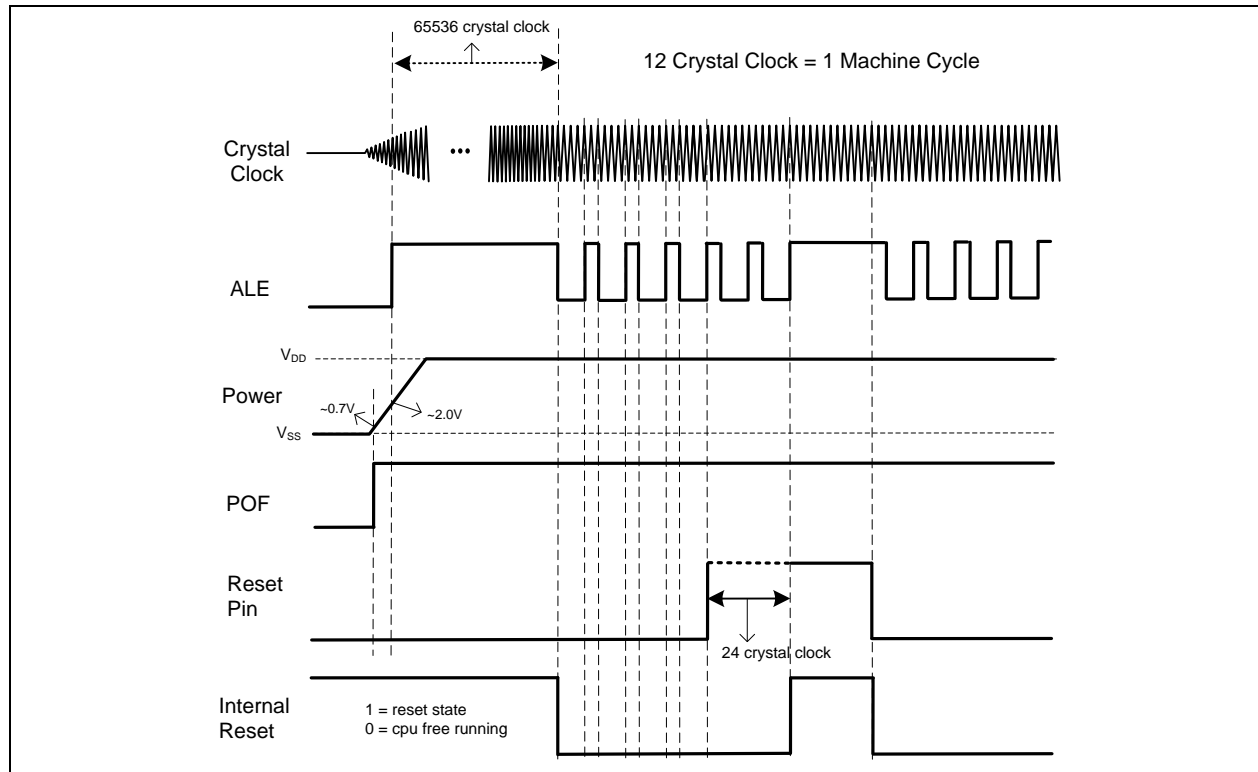 65536 crystal clock
12 Crystal Clock = 1 Machine Cycle
Crystal
Clock
ALE
VDD
Power
~0.7V
~2.0V
VSS
POF
Reset
Pin
24 crystal clock
Internal
Reset
1 = reset state
0 = cpu free running